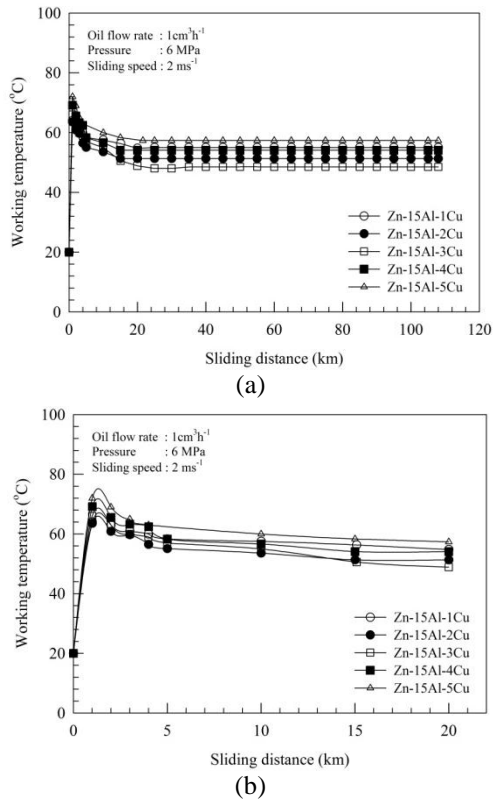 100
80
60
40
20
0
Working temperature (°C)
Oil flow rate : 1cm³h⁻¹
Pressure : 6 MPa
Sliding speed : 2 ms⁻¹
Zn-15Al-1Cu
Zn-15Al-2Cu
Zn-15Al-3Cu
Zn-15Al-4Cu
Zn-15Al-5Cu
0 20 40 60 80 100 120
Sliding distance (km)
(a)
100
80
60
40
20
0
Working temperature (°C)
Oil flow rate : 1cm³h⁻¹
Pressure : 6 MPa
Sliding speed : 2 ms⁻¹
Zn-15Al-1Cu
Zn-15Al-2Cu
Zn-15Al-3Cu
Zn-15Al-4Cu
Zn-15Al-5Cu
0 5 10 15 20
Sliding distance (km)
(b)